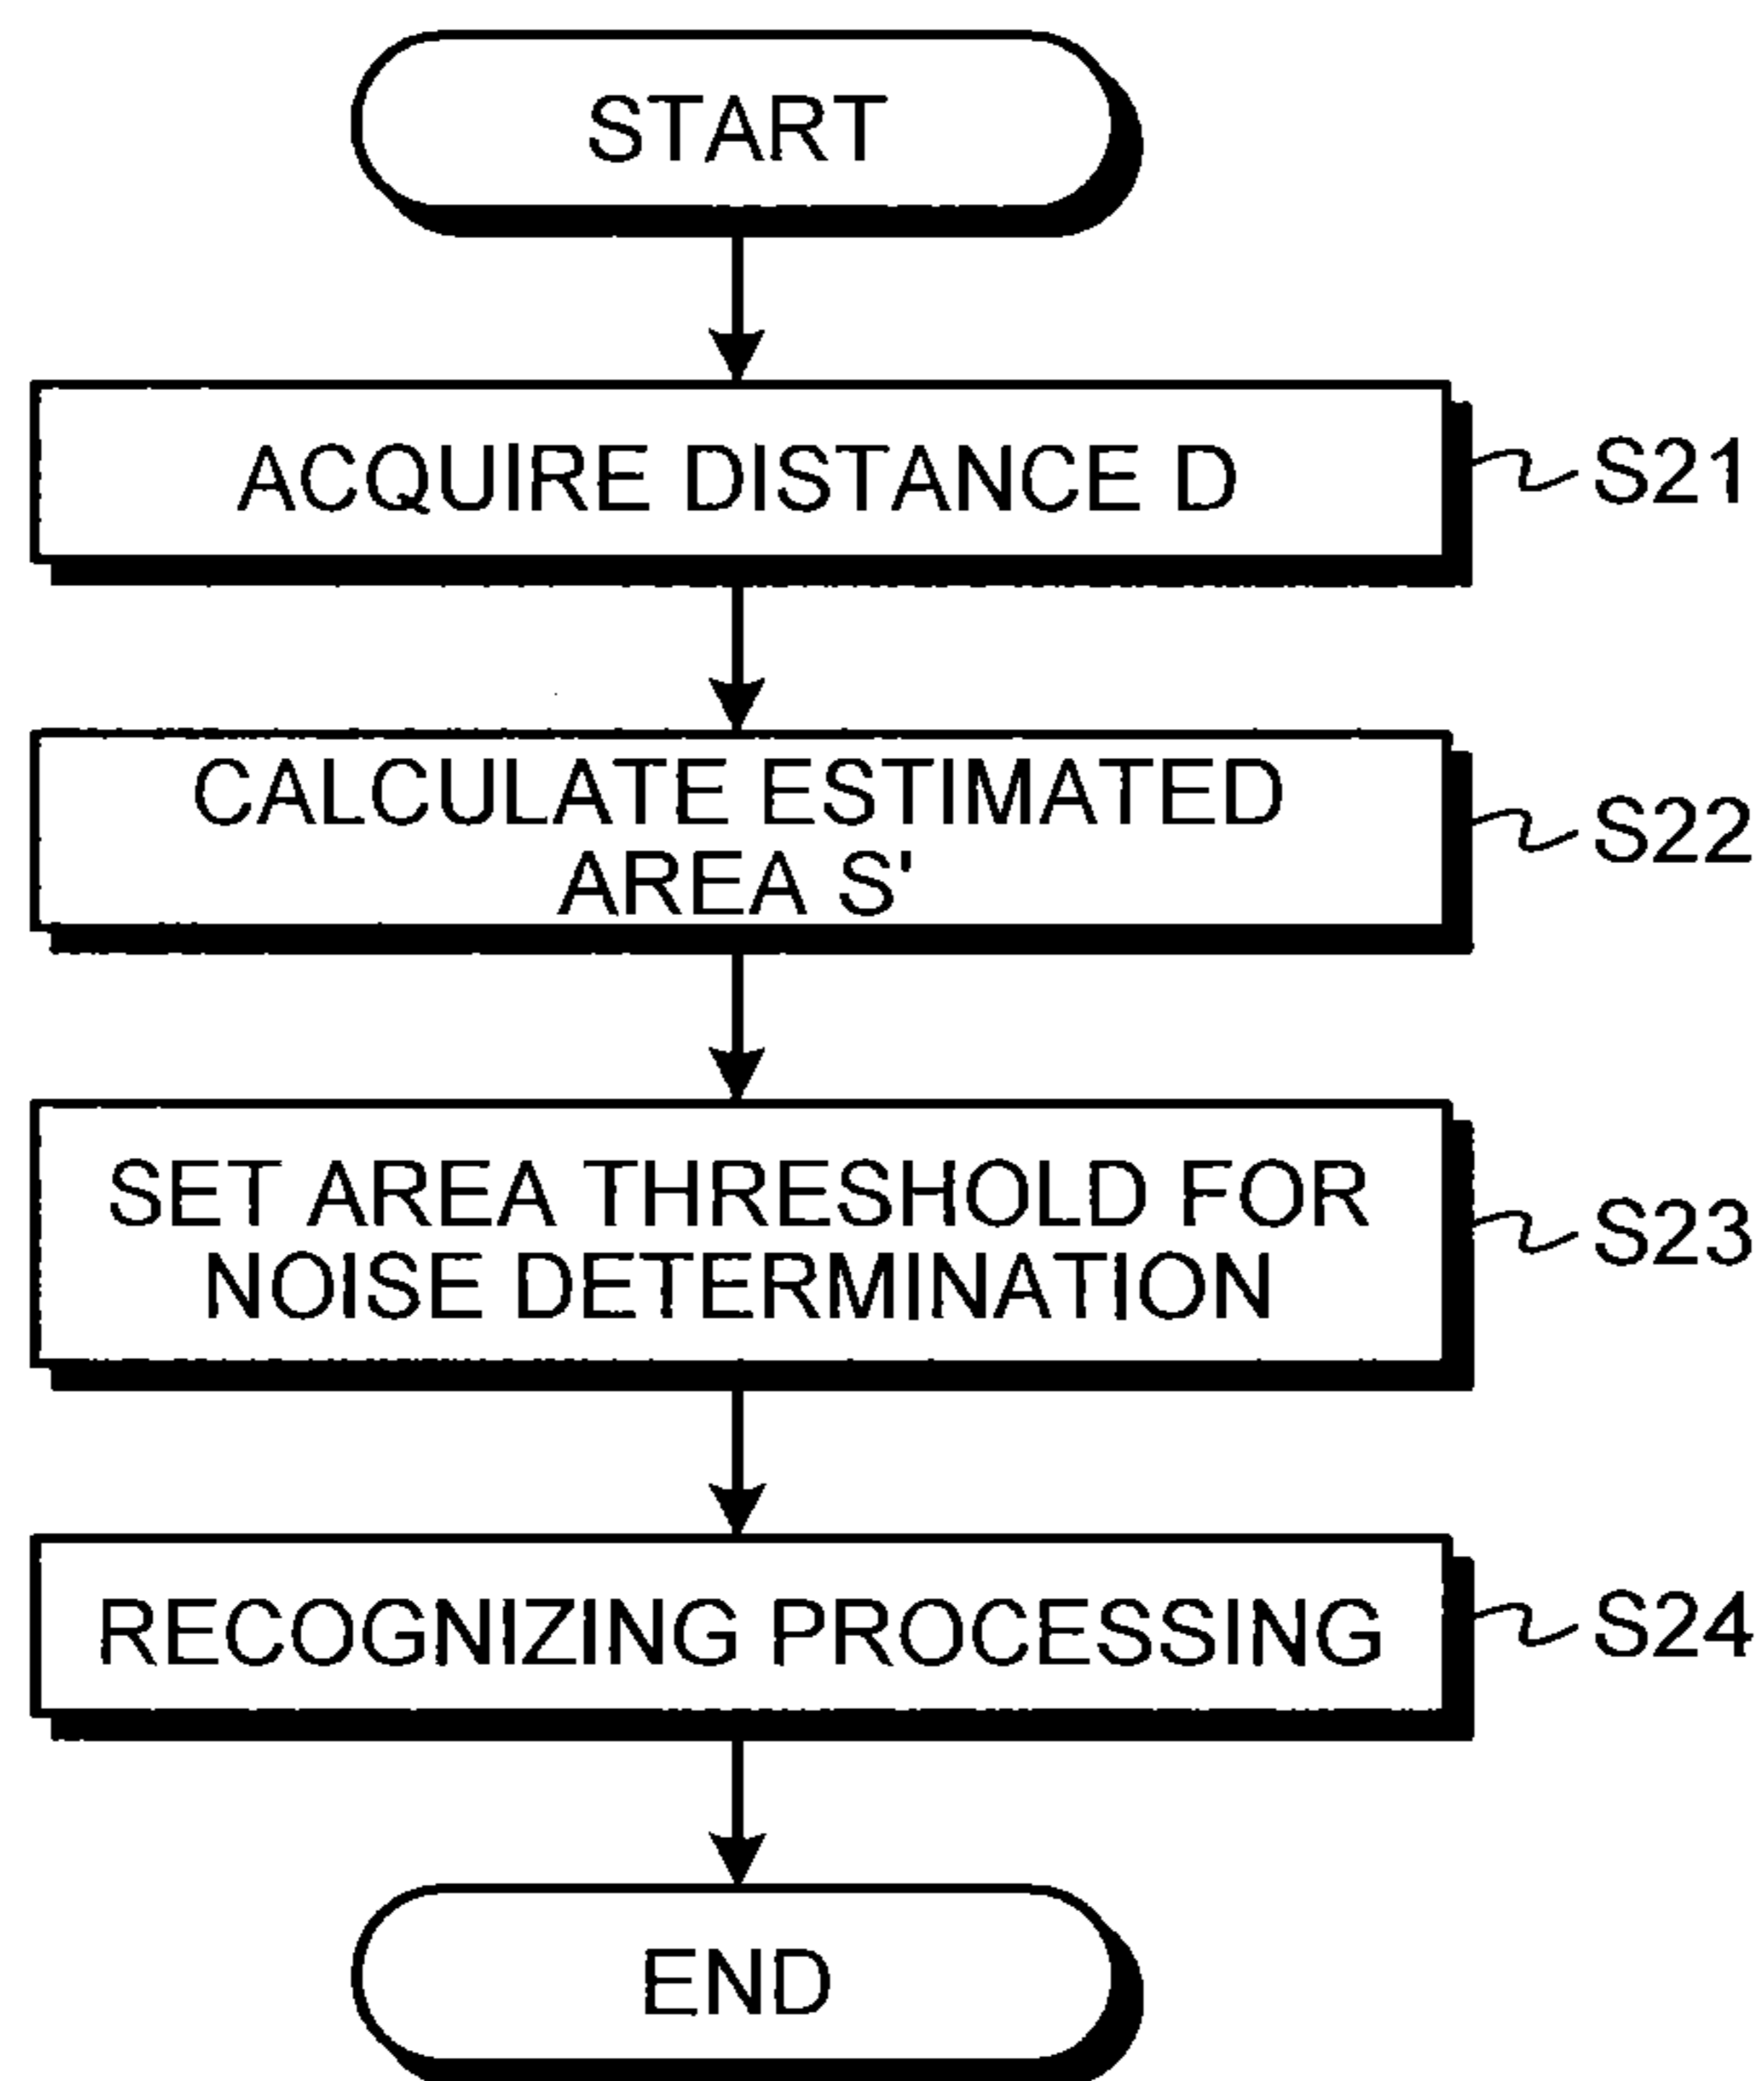 START
ACQUIRE DISTANCE D
S21
CALCULATE ESTIMATED
AREA S'
S22
SET AREA THRESHOLD FOR
NOISE DETERMINATION
S23
RECOGNIZING PROCESSING
S24
END